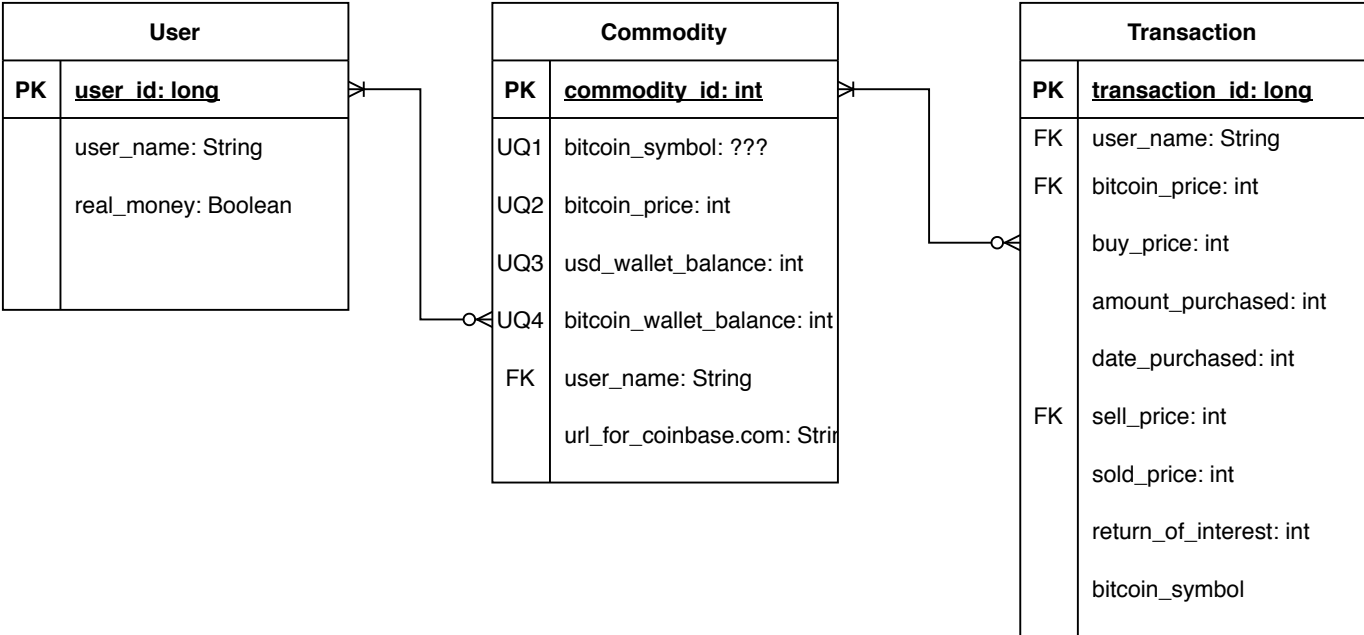 User
PK user_id: long
user_name: String
real_money: Boolean
Commodity
PK commodity_id: int
UQ1 bitcoin_symbol: ???
UQ2 bitcoin_price: int
UQ3 usd_wallet_balance: int
UQ4 bitcoin_wallet_balance: int
FK user_name: String
url_for_coinbase.com: Strin
Transaction
PK transaction_id: long
FK user_name: String
FK bitcoin_price: int
buy_price: int
amount_purchased: int
date_purchased: int
FK sell_price: int
sold_price: int
return_of_interest: int
bitcoin_symbol